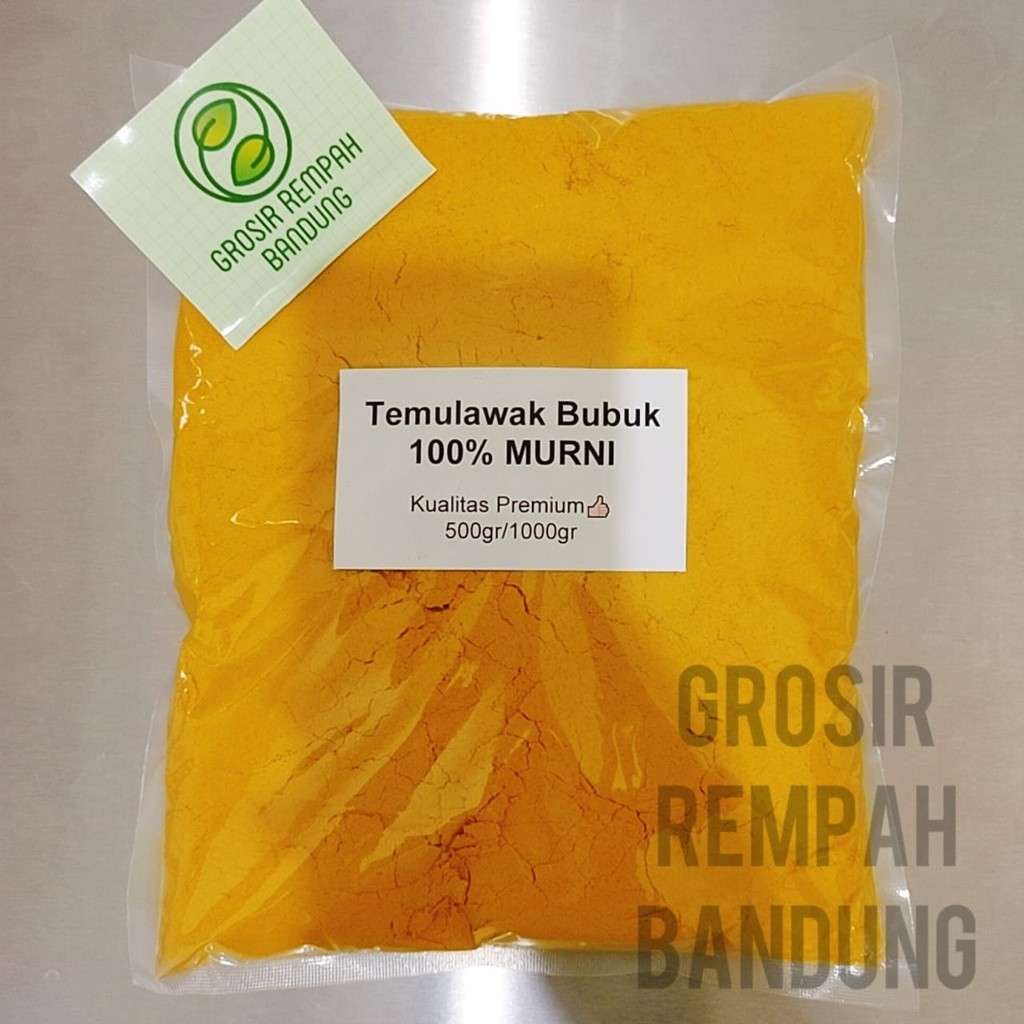 GROSIR REMPAH
BANDUNG
Temulawak Bubuk
100% MURNI
Kualitas Premium👍
500gr/1000gr
GROSIR
REMPAH
BANDUNG